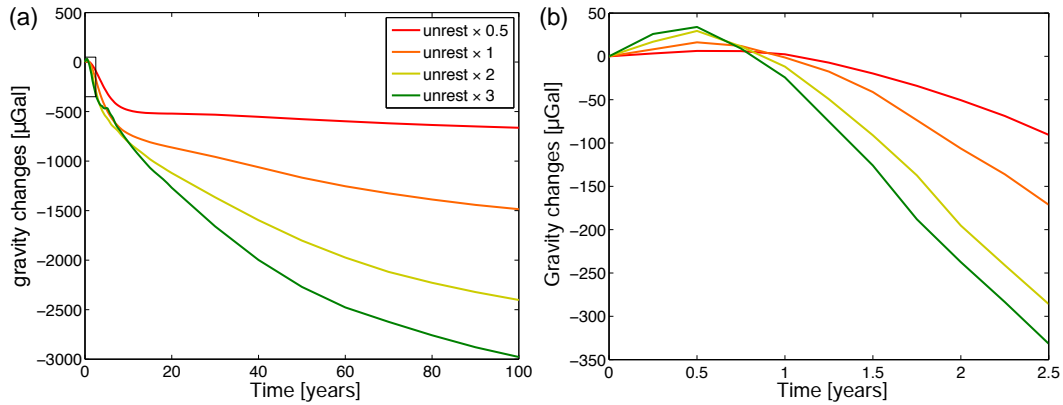 (a)
gravity changes [µGal]
500
0
−500
−1000
−1500
−2000
−2500
−3000
0 20 40 60 80 100
Time [years]
unrest × 0.5
unrest × 1
unrest × 2
unrest × 3
(b)
Gravity changes [µGal]
50
0
−50
−100
−150
−200
−250
−300
−350
0 0.5 1 1.5 2 2.5
Time [years]